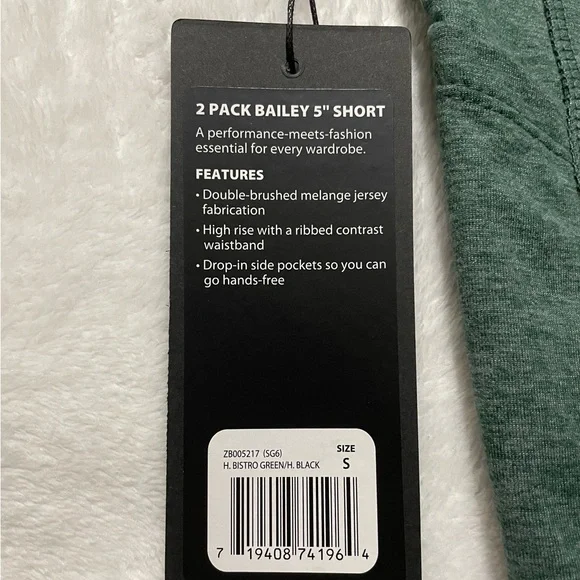 2 PACK BAILEY 5" SHORT
A performance-meets-fashion
essential for every wardrobe.
FEATURES
• Double-brushed melange jersey
fabrication
• High rise with a ribbed contrast
waistband
• Drop-in side pockets so you can
go hands-free
ZB005217 (SG6)
H. BISTRO GREEN/H. BLACK
SIZE
S
7 19408 74196 4